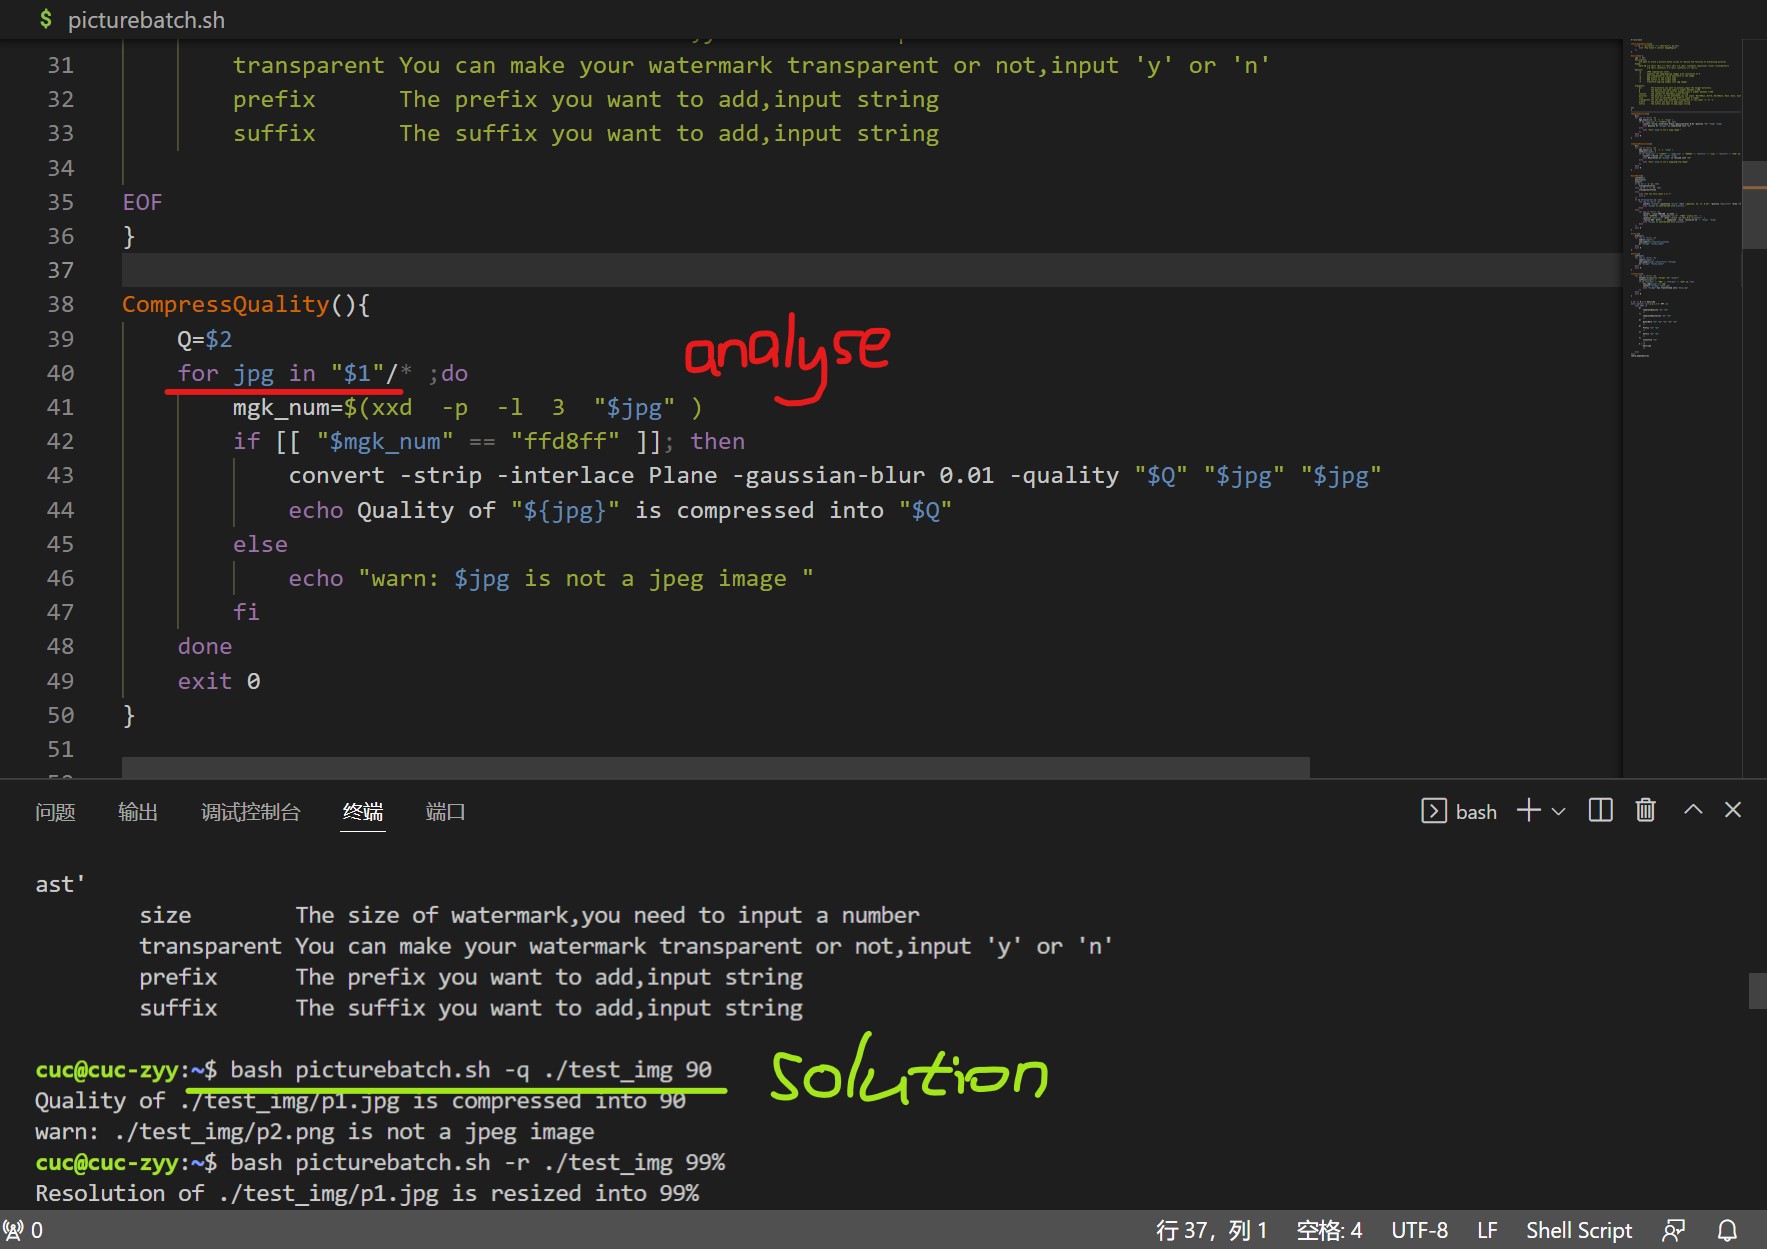 $ picturebatch.sh
31 transparent You can make your watermark transparent or not,input 'y' or 'n'
32 prefix The prefix you want to add,input string
33 suffix The suffix you want to add,input string
34
35 EOF
36 }
37
38 CompressQuality(){
39 Q=$2
40 for jpg in "$1"/* ;do
analyse
41 mgk_num=$(xxd -p -l 3 "$jpg" )
42 if [[ "$mgk_num" == "ffd8ff" ]]; then
43 convert -strip -interlace Plane -gaussian-blur 0.01 -quality "$Q" "$jpg" "$jpg"
44 echo Quality of "${jpg}" is compressed into "$Q"
45 else
46 echo "warn: $jpg is not a jpeg image "
47 fi
48 done
49 exit 0
50 }
51
问题 输出 调试控制台 终端 端口 bash
ast'
size The size of watermark,you need to input a number
transparent You can make your watermark transparent or not,input 'y' or 'n'
prefix The prefix you want to add,input string
suffix The suffix you want to add,input string
cuc@cuc-zyy:~$ bash picturebatch.sh -q ./test_img 90
solution
Quality of ./test_img/p1.jpg is compressed into 90
warn: ./test_img/p2.png is not a jpeg image
cuc@cuc-zyy:~$ bash picturebatch.sh -r ./test_img 99%
Resolution of ./test_img/p1.jpg is resized into 99%
0 行 37，列 1 空格: 4 UTF-8 LF Shell Script